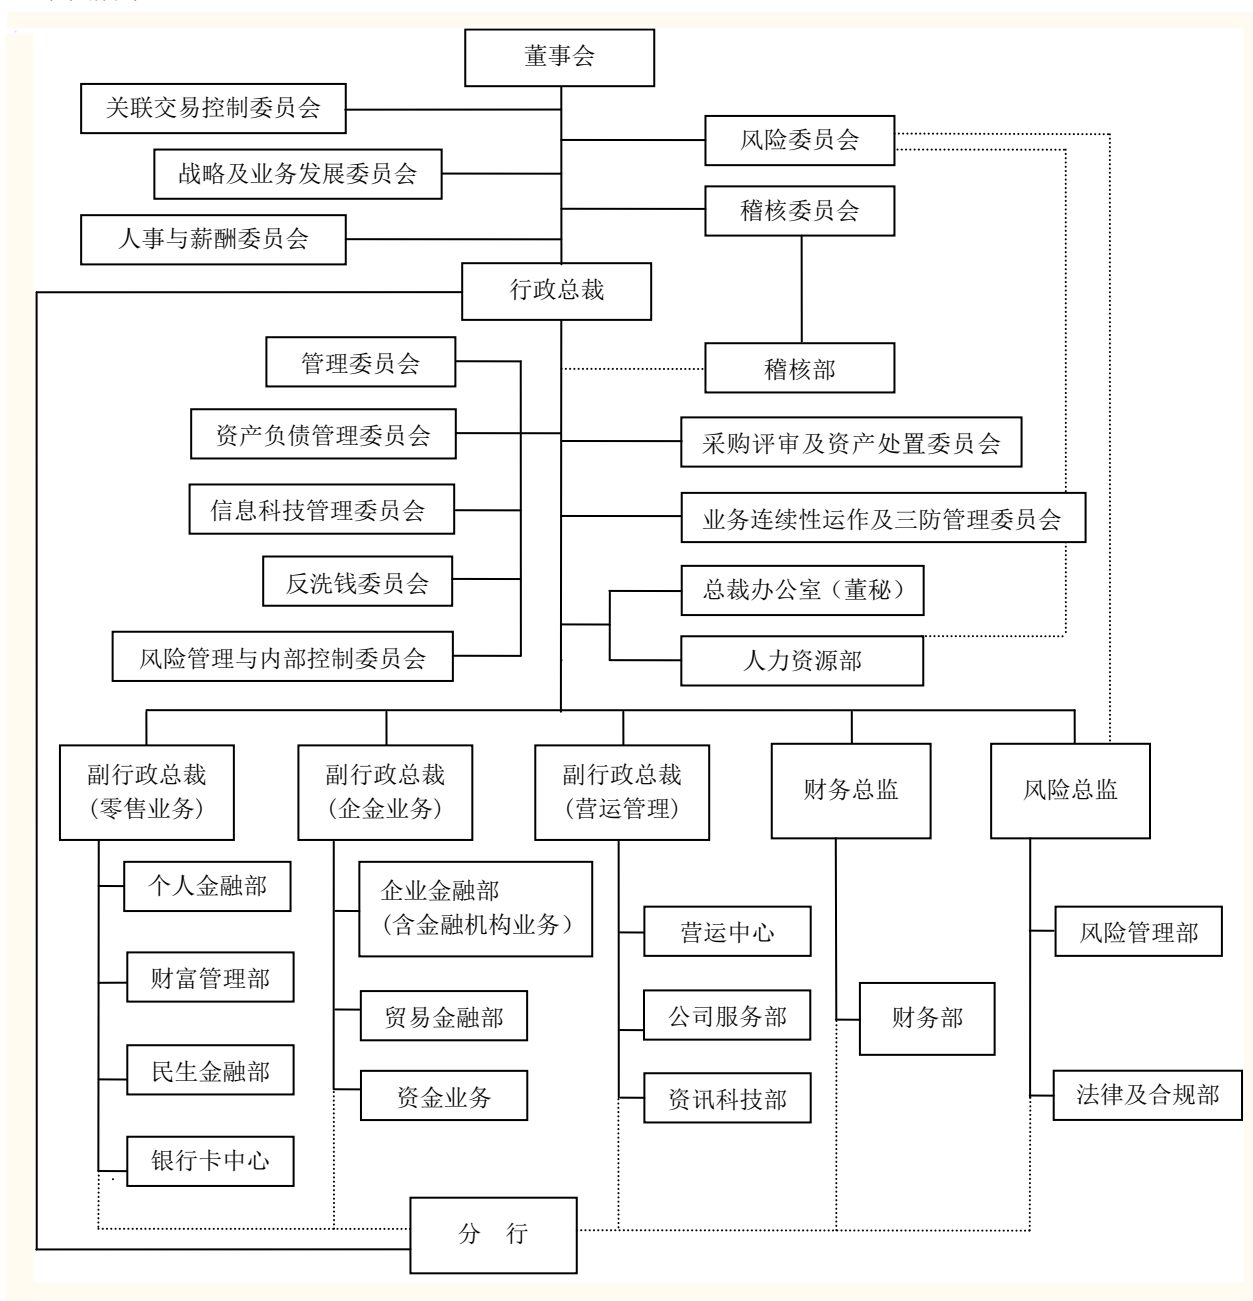 董事会
关联交易控制委员会
风险委员会
战略及业务发展委员会
稽核委员会
人事与薪酬委员会
行政总裁
管理委员会
稽核部
资产负债管理委员会
采购评审及资产处置委员会
信息科技管理委员会
业务连续性运作及三防管理委员会
反洗钱委员会
总裁办公室（董秘）
风险管理与内部控制委员会
人力资源部
副行政总裁
(零售业务)
副行政总裁
(企金业务)
副行政总裁
(营运管理)
财务总监
风险总监
个人金融部
企业金融部
(含金融机构业务）
营运中心
风险管理部
财富管理部
贸易金融部
公司服务部
财务部
民生金融部
资金业务
资讯科技部
法律及合规部
银行卡中心
分 行